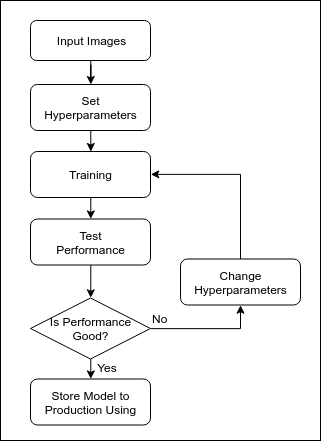 Input Images
Set
Hyperparameters
Training
Test
Performance
Change
Hyperparameters
Is Performance
Good?
No
Yes
Store Model to
Production Using